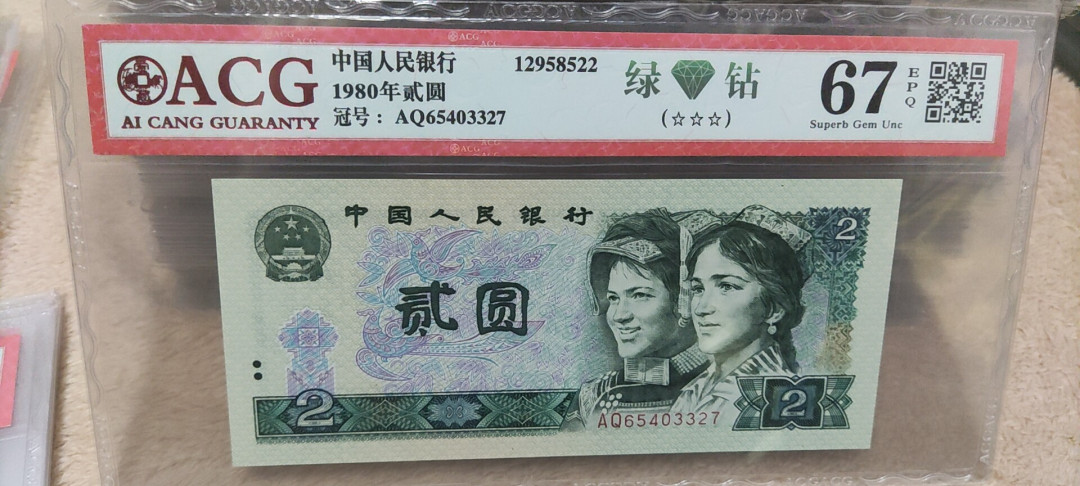 ACG
AI CANG GUARANTY
中国人民银行 12958522
1980年贰圆
冠号： AQ65403327
绿 钻
(☆☆☆)
67 EPQ
Superb Gem Unc
中国人民银行
贰圆
2
2
AQ65403327
2